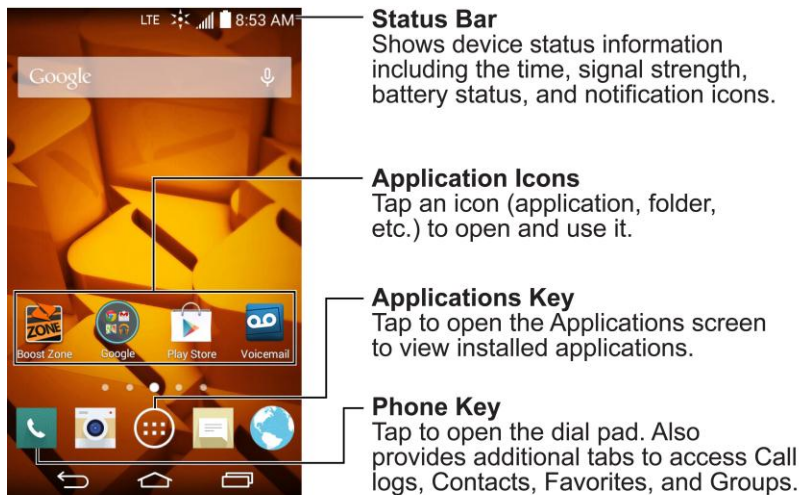 LTE 8:53 AM
Google
ZONE
Boost Zone Google Play Store Voicemail
Status Bar
Shows device status information
including the time, signal strength,
battery status, and notification icons.
Application Icons
Tap an icon (application, folder,
etc.) to open and use it.
Applications Key
Tap to open the Applications screen
to view installed applications.
Phone Key
Tap to open the dial pad. Also
provides additional tabs to access Call
logs, Contacts, Favorites, and Groups.